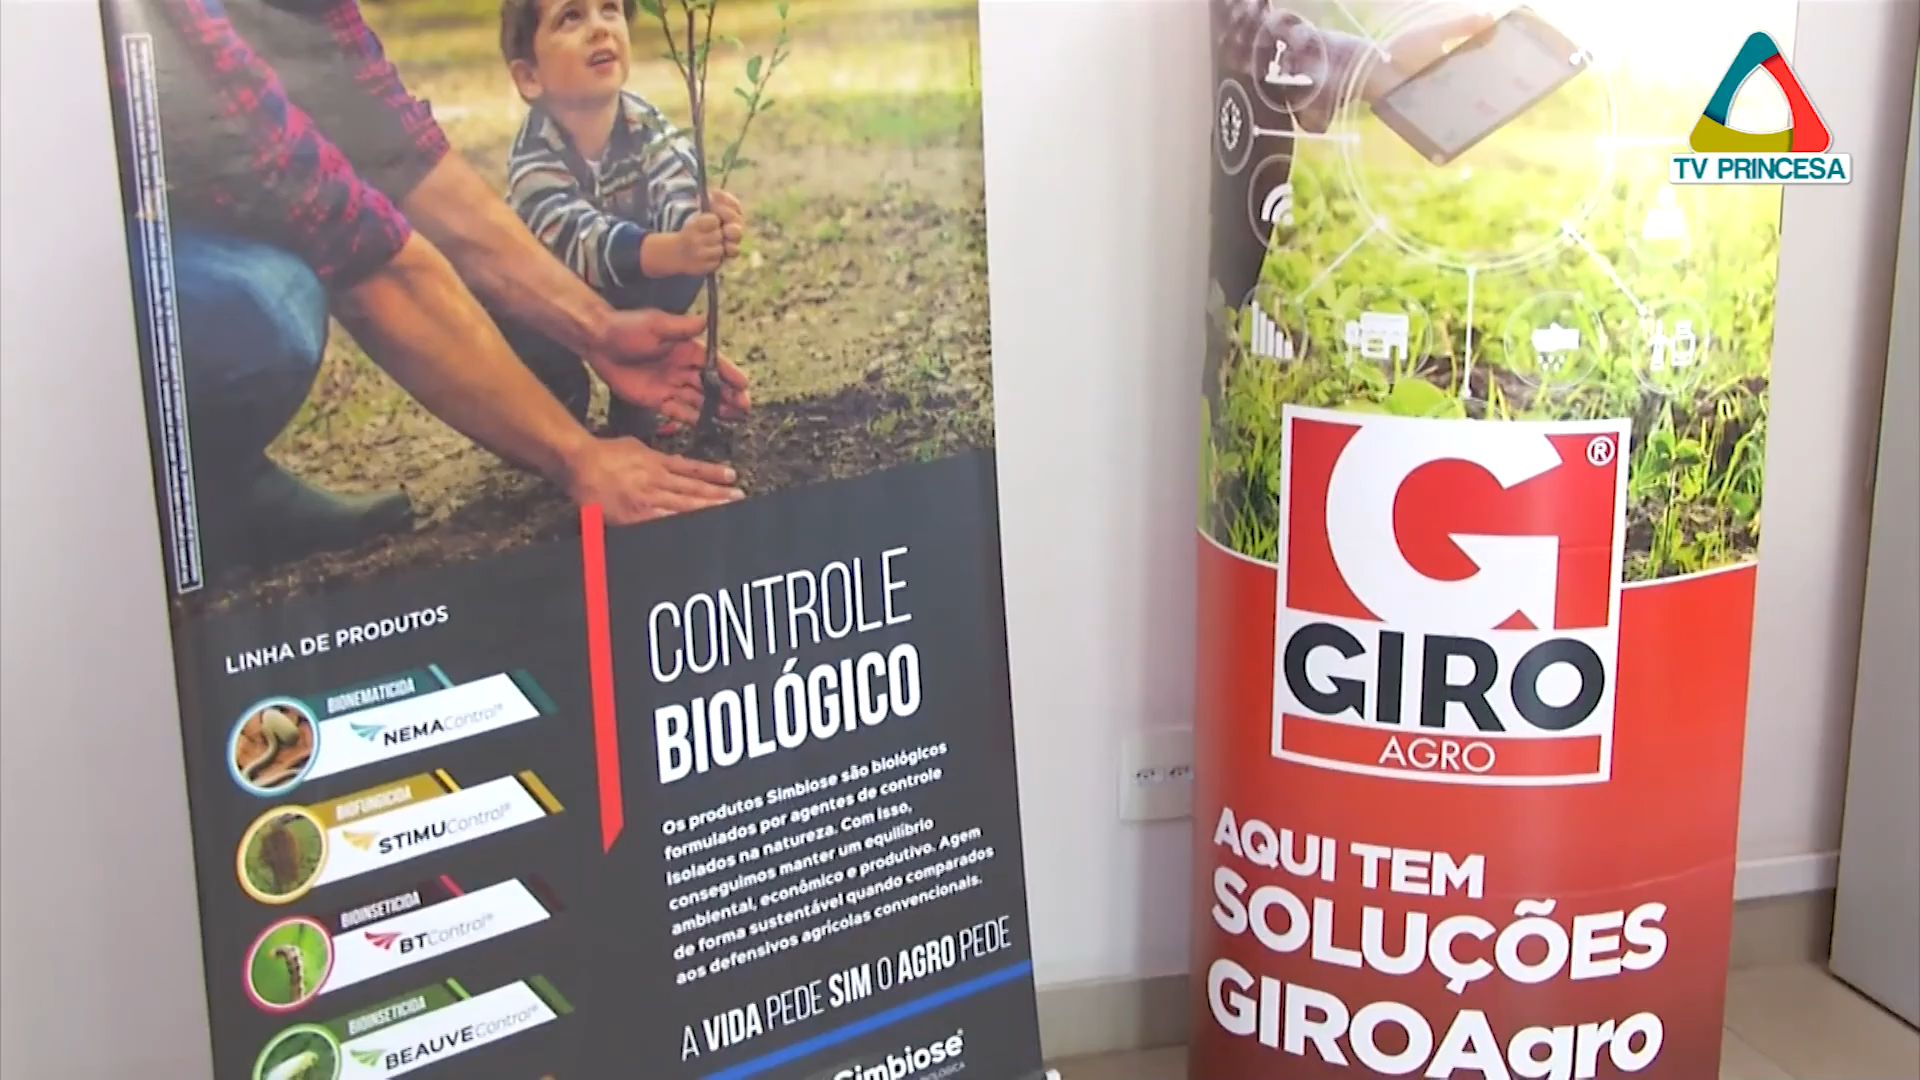 TV PRINCESA
LINHA DE PRODUTOS
BIONEMATICIDA
NEMAControl®
BIOFUNGICIDA
STIMUControl®
BIOINSETICIDA
BTControl®
BIOINSETICIDA
BEAUVEControl®
CONTROLE
BIOLÓGICO
Os produtos Simbiose são biológicos
formulados por agentes de controle
isolados na natureza. Com isso,
conseguimos manter um equilíbrio
ambiental, econômico e produtivo. Agem
de forma sustentável quando comparados
aos defensivos agrícolas convencionais.
A VIDA PEDE SIM O AGRO PEDE
Simbiose®
G®
GIRO
AGRO
AQUI TEM
SOLUÇÕES
GIROAgro